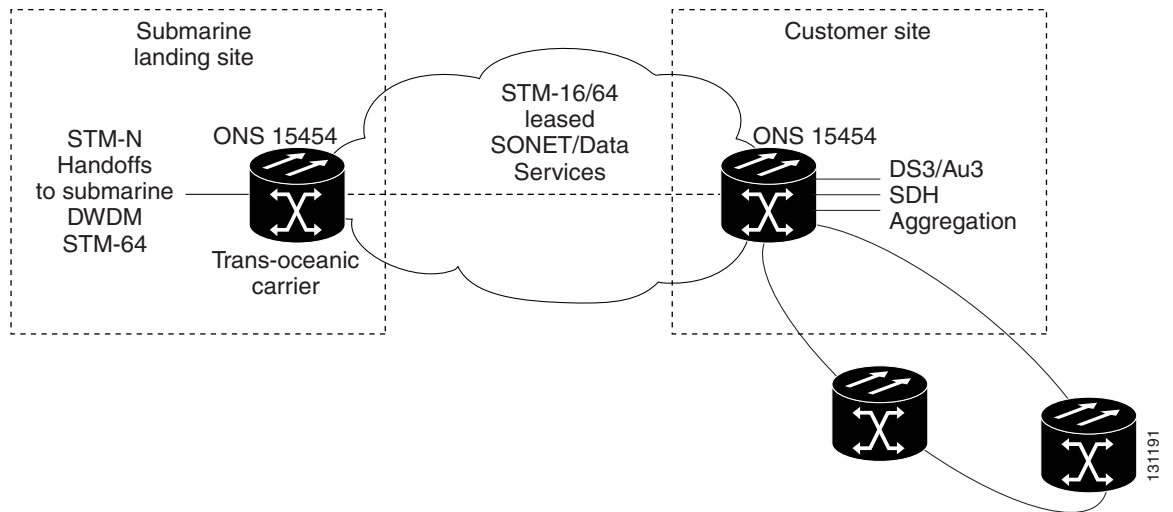 Submarine
landing site
Customer site
STM-16/64
leased
SONET/Data
Services
ONS 15454
ONS 15454
STM-N
Handoffs
to submarine
DWDM
STM-64
DS3/Au3
SDH
Aggregation
Trans-oceanic
carrier
131191